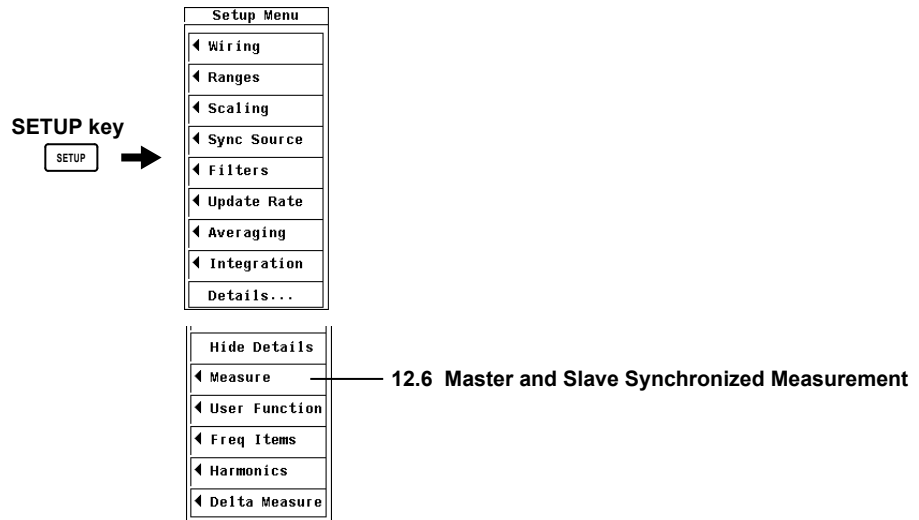 Setup Menu
Wiring
Ranges
Scaling
SETUP key
SETUP
Sync Source
Filters
Update Rate
Averaging
Integration
Details...
Hide Details
Measure
12.6 Master and Slave Synchronized Measurement
User Function
Freq Items
Harmonics
Delta Measure